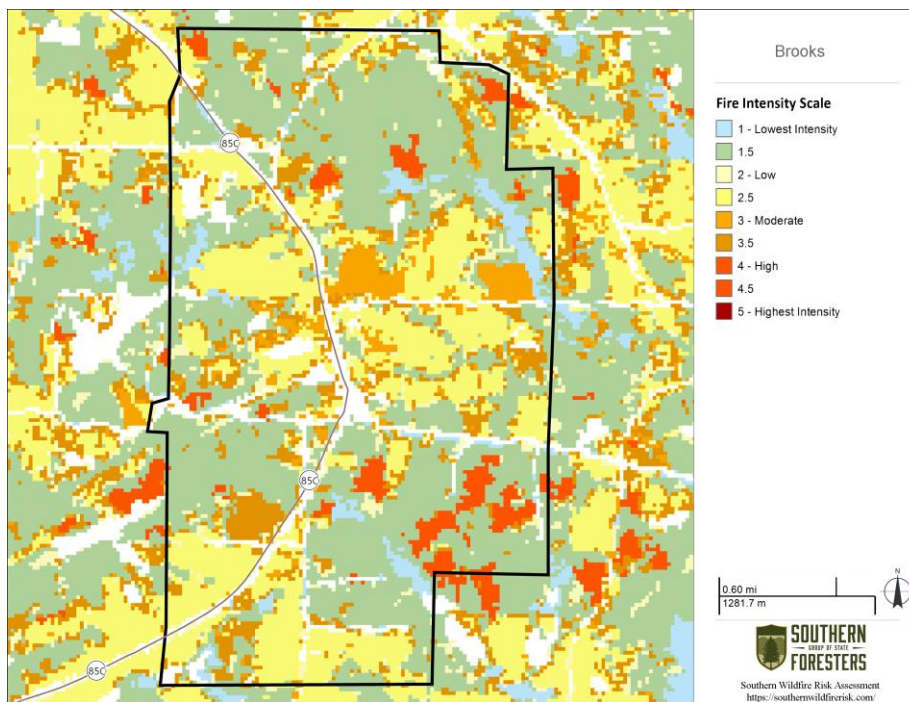 Brooks
Fire Intensity Scale
1 - Lowest Intensity
1.5
2 - Low
2.5
3 - Moderate
3.5
4 - High
4.5
5 - Highest Intensity
85C
85C
85C
0.60 mi
1281.7 m
N
SOUTHERN
GROUP OF STATE
FORESTERS
Southern Wildfire Risk Assessment
https://southernwildfirerisk.com/